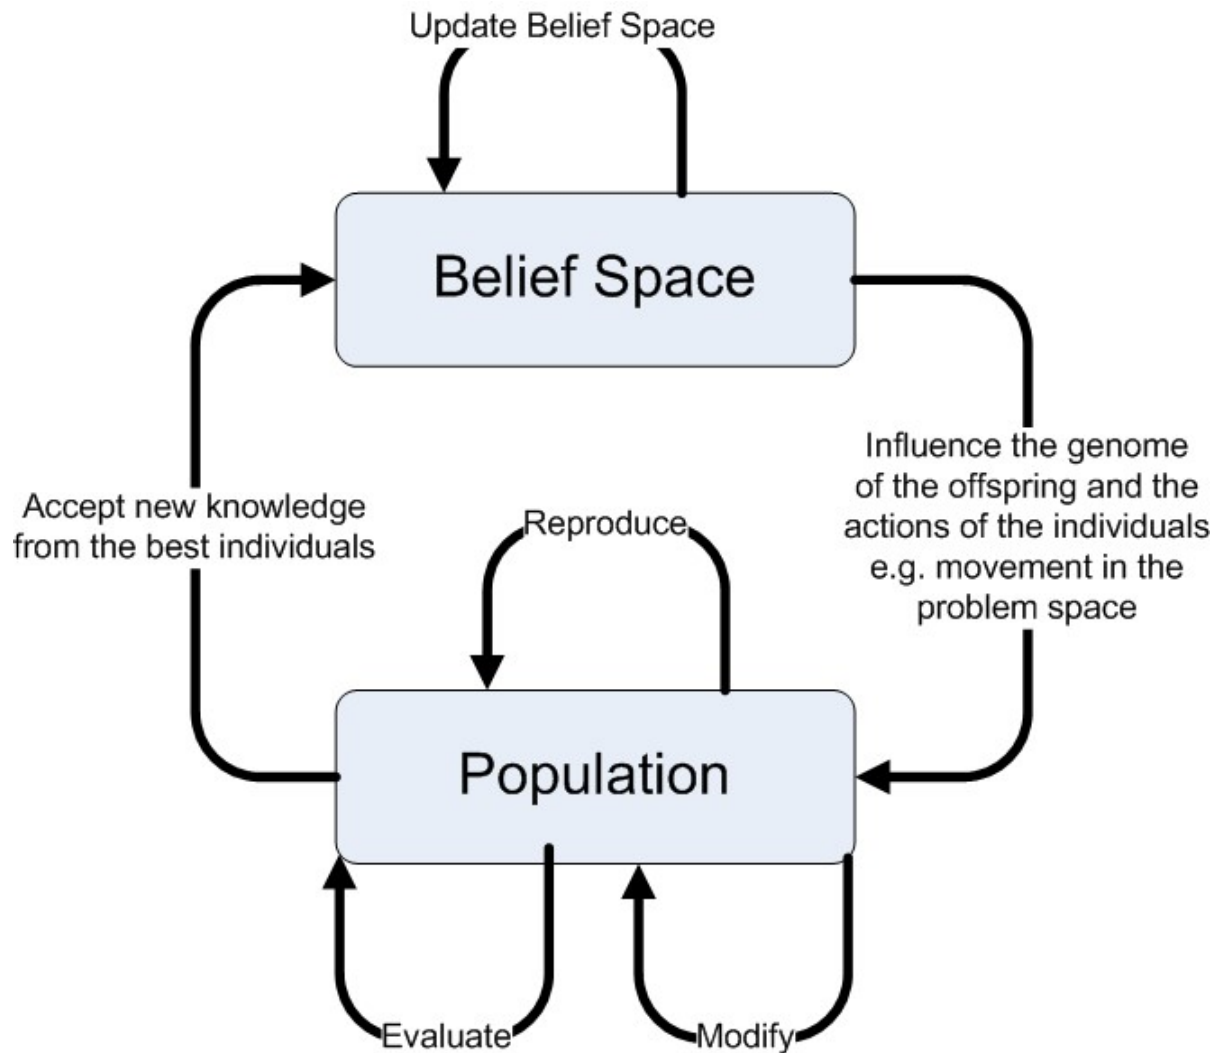 Update Belief Space
Belief Space
Accept new knowledge
from the best individuals
Influence the genome
of the offspring and the
actions of the individuals
e.g. movement in the
problem space
Reproduce
Population
Evaluate
Modify